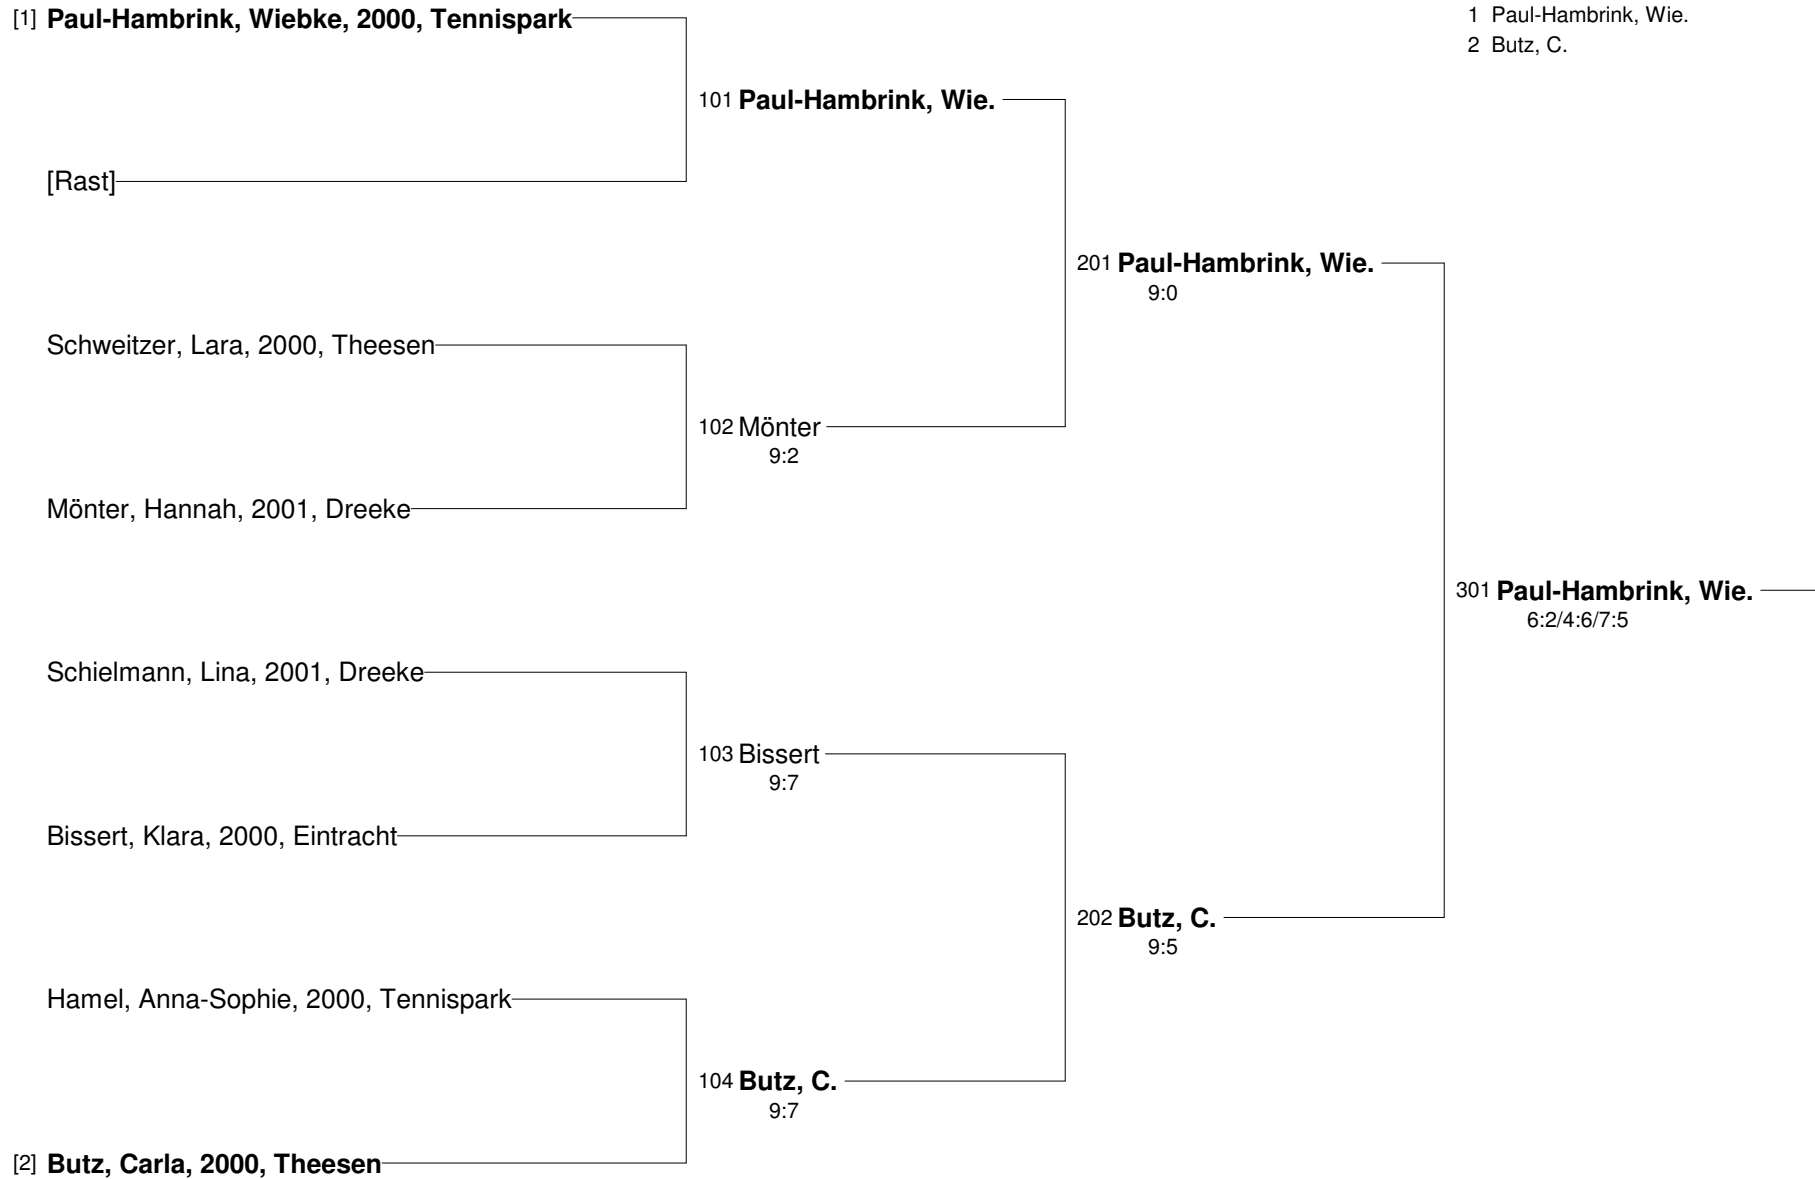 [1] Paul-Hambrink, Wiebke, 2000, Tennispark
1 Paul-Hambrink, Wie.
2 Butz, C.
101 Paul-Hambrink, Wie.
[Rast]
201 Paul-Hambrink, Wie.
9:0
Schweitzer, Lara, 2000, Theesen
102 Mönter
9:2
Mönter, Hannah, 2001, Dreeke
301 Paul-Hambrink, Wie.
6:2/4:6/7:5
Schielmann, Lina, 2001, Dreeke
103 Bissert
9:7
Bissert, Klara, 2000, Eintracht
202 Butz, C.
9:5
Hamel, Anna-Sophie, 2000, Tennispark
104 Butz, C.
9:7
[2] Butz, Carla, 2000, Theesen